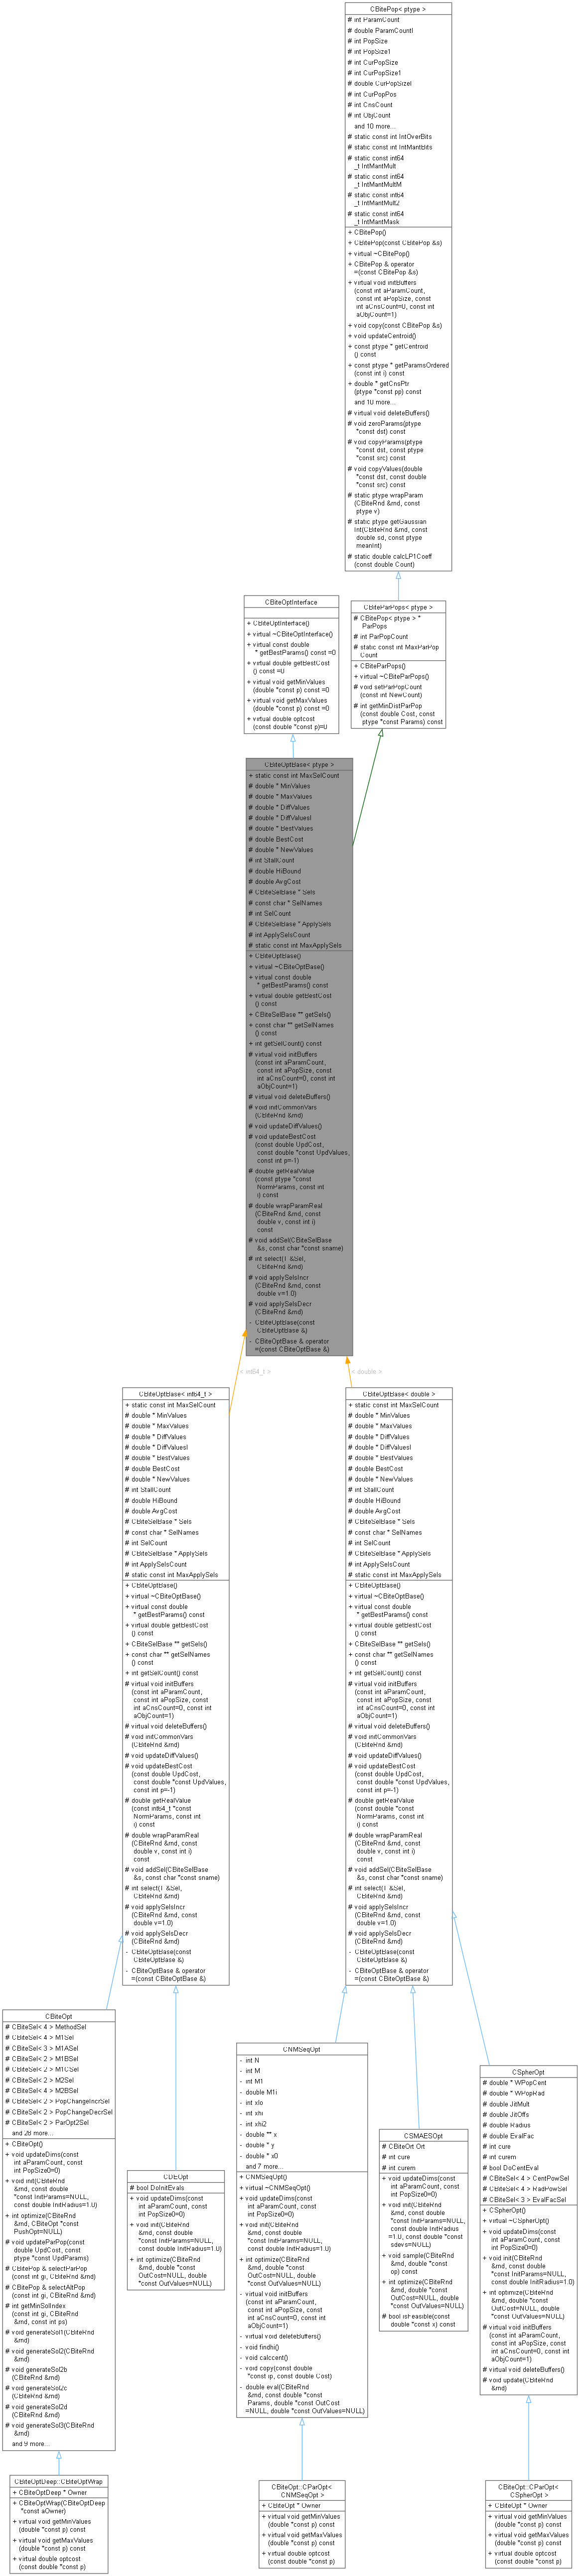 CBitePop< ptype >
# int ParamCount
# double ParamCountI
# int PopSize
# int PopSize1
# int CurPopSize
# int CurPopSize1
# double CurPopSizeI
# int CurPopPos
# int CnsCount
# int ObjCount
and 10 more...
# static const int IntOverBits
# static const int IntMantBits
# static const int64
_t IntMantMult
# static const int64
_t IntMantMultM
# static const int64
_t IntMantMult2
# static const int64
_t IntMantMask
+ CBitePop()
+ CBitePop(const CBitePop &s)
+ virtual ~CBitePop()
+ CBitePop & operator
=(const CBitePop &s)
+ virtual void initBuffers
(const int aParamCount,
const int aPopSize, const
int aCnsCount=0, const int
aObjCount=1)
+ void copy(const CBitePop &s)
+ void updateCentroid()
+ const ptype * getCentroid
() const
+ const ptype * getParamsOrdered
(const int i) const
+ double * getCnsPtr
(ptype *const pp) const
and 10 more...
# virtual void deleteBuffers()
# void zeroParams(ptype
*const dst) const
# void copyParams(ptype
*const dst, const ptype
*const src) const
# void copyValues(double
*const dst, const double
*const src) const
# static ptype wrapParam
(CBiteRnd &rnd, const
ptype v)
# static ptype getGaussian
Int(CBiteRnd &rnd, const
double sd, const ptype
meanInt)
# static double calcLP1Coeff
(const double Count)
CBiteOptInterface
+ CBiteOptInterface()
+ virtual ~CBiteOptInterface()
+ virtual const double
* getBestParams() const =0
+ virtual double getBestCost
() const =0
+ virtual void getMinValues
(double *const p) const =0
+ virtual void getMaxValues
(double *const p) const =0
+ virtual double optcost
(const double *const p)=0
CBiteParPops< ptype >
# CBitePop< ptype > *
ParPops
# int ParPopCount
# static const int MaxParPop
Count
+ CBiteParPops()
+ virtual ~CBiteParPops()
# void setParPopCount
(const int NewCount)
# int getMinDistParPop
(const double Cost, const
ptype *const Params) const
CBiteOptBase< ptype >
+ static const int MaxSelCount
# double * MinValues
# double * MaxValues
# double * DiffValues
# double * DiffValuesI
# double * BestValues
# double BestCost
# double * NewValues
# int StallCount
# double HiBound
# double AvgCost
# CBiteSelBase * Sels
# const char * SelNames
# int SelCount
# CBiteSelBase * ApplySels
# int ApplySelsCount
# static const int MaxApplySels
+ CBiteOptBase()
+ virtual ~CBiteOptBase()
+ virtual const double
* getBestParams() const
+ virtual double getBestCost
() const
+ CBiteSelBase ** getSels()
+ const char ** getSelNames
() const
+ int getSelCount() const
# virtual void initBuffers
(const int aParamCount,
const int aPopSize, const
int aCnsCount=0, const int
aObjCount=1)
# virtual void deleteBuffers()
# void initCommonVars
(CBiteRnd &rnd)
# void updateDiffValues()
# void updateBestCost
(const double UpdCost,
const double *const UpdValues,
const int p=-1)
# double getRealValue
(const ptype *const
NormParams, const int
i) const
# double wrapParamReal
(CBiteRnd &rnd, const
double v, const int i)
const
# void addSel(CBiteSelBase
&s, const char *const sname)
# int select(T &Sel,
CBiteRnd &rnd)
# void applySelsIncr
(CBiteRnd &rnd, const
double v=1.0)
# void applySelsDecr
(CBiteRnd &rnd)
- CBiteOptBase(const
CBiteOptBase &)
- CBiteOptBase & operator
=(const CBiteOptBase &)
< int64_t >
< double >
CBiteOptBase< int64_t >
+ static const int MaxSelCount
# double * MinValues
# double * MaxValues
# double * DiffValues
# double * DiffValuesI
# double * BestValues
# double BestCost
# double * NewValues
# int StallCount
# double HiBound
# double AvgCost
# CBiteSelBase * Sels
# const char * SelNames
# int SelCount
# CBiteSelBase * ApplySels
# int ApplySelsCount
# static const int MaxApplySels
+ CBiteOptBase()
+ virtual ~CBiteOptBase()
+ virtual const double
* getBestParams() const
+ virtual double getBestCost
() const
+ CBiteSelBase ** getSels()
+ const char ** getSelNames
() const
+ int getSelCount() const
# virtual void initBuffers
(const int aParamCount,
const int aPopSize, const
int aCnsCount=0, const int
aObjCount=1)
# virtual void deleteBuffers()
# void initCommonVars
(CBiteRnd &rnd)
# void updateDiffValues()
# void updateBestCost
(const double UpdCost,
const double *const UpdValues,
const int p=-1)
# double getRealValue
(const int64_t *const
NormParams, const int
i) const
# double wrapParamReal
(CBiteRnd &rnd, const
double v, const int i)
const
# void addSel(CBiteSelBase
&s, const char *const sname)
# int select(T &Sel,
CBiteRnd &rnd)
# void applySelsIncr
(CBiteRnd &rnd, const
double v=1.0)
# void applySelsDecr
(CBiteRnd &rnd)
- CBiteOptBase(const
CBiteOptBase &)
- CBiteOptBase & operator
=(const CBiteOptBase &)
CBiteOptBase< double >
+ static const int MaxSelCount
# double * MinValues
# double * MaxValues
# double * DiffValues
# double * DiffValuesI
# double * BestValues
# double BestCost
# double * NewValues
# int StallCount
# double HiBound
# double AvgCost
# CBiteSelBase * Sels
# const char * SelNames
# int SelCount
# CBiteSelBase * ApplySels
# int ApplySelsCount
# static const int MaxApplySels
+ CBiteOptBase()
+ virtual ~CBiteOptBase()
+ virtual const double
* getBestParams() const
+ virtual double getBestCost
() const
+ CBiteSelBase ** getSels()
+ const char ** getSelNames
() const
+ int getSelCount() const
# virtual void initBuffers
(const int aParamCount,
const int aPopSize, const
int aCnsCount=0, const int
aObjCount=1)
# virtual void deleteBuffers()
# void initCommonVars
(CBiteRnd &rnd)
# void updateDiffValues()
# void updateBestCost
(const double UpdCost,
const double *const UpdValues,
const int p=-1)
# double getRealValue
(const double *const
NormParams, const int
i) const
# double wrapParamReal
(CBiteRnd &rnd, const
double v, const int i)
const
# void addSel(CBiteSelBase
&s, const char *const sname)
# int select(T &Sel,
CBiteRnd &rnd)
# void applySelsIncr
(CBiteRnd &rnd, const
double v=1.0)
# void applySelsDecr
(CBiteRnd &rnd)
- CBiteOptBase(const
CBiteOptBase &)
- CBiteOptBase & operator
=(const CBiteOptBase &)
CBiteOpt
# CBiteSel< 4 > MethodSel
# CBiteSel< 4 > M1Sel
# CBiteSel< 3 > M1ASel
# CBiteSel< 2 > M1BSel
# CBiteSel< 2 > M1CSel
# CBiteSel< 2 > M2Sel
# CBiteSel< 4 > M2BSel
# CBiteSel< 2 > PopChangeIncrSel
# CBiteSel< 2 > PopChangeDecrSel
# CBiteSel< 2 > ParOpt2Sel
and 28 more...
+ CBiteOpt()
+ void updateDims(const
int aParamCount, const
int PopSize0=0)
+ void init(CBiteRnd
&rnd, const double
*const InitParams=NULL,
const double InitRadius=1.0)
+ int optimize(CBiteRnd
&rnd, CBiteOpt *const
PushOpt=NULL)
# void updateParPop(const
double UpdCost, const
ptype *const UpdParams)
# CBitePop & selectParPop
(const int gi, CBiteRnd &rnd)
# CBitePop & selectAltPop
(const int gi, CBiteRnd &rnd)
# int getMinSolIndex
(const int gi, CBiteRnd
&rnd, const int ps)
# void generateSol1(CBiteRnd
&rnd)
# void generateSol2(CBiteRnd
&rnd)
# void generateSol2b
(CBiteRnd &rnd)
# void generateSol2c
(CBiteRnd &rnd)
# void generateSol2d
(CBiteRnd &rnd)
# void generateSol3(CBiteRnd
&rnd)
and 9 more...
CDEOpt
# bool DoInitEvals
+ void updateDims(const
int aParamCount, const
int PopSize0=0)
+ void init(CBiteRnd
&rnd, const double
*const InitParams=NULL,
const double InitRadius=1.0)
+ int optimize(CBiteRnd
&rnd, double *const
OutCost=NULL, double
*const OutValues=NULL)
CNMSeqOpt
- int N
- int M
- int M1
- double M1i
- int xlo
- int xhi
- int xhi2
- double ** x
- double * y
- double * x0
and 7 more...
+ CNMSeqOpt()
+ virtual ~CNMSeqOpt()
+ void updateDims(const
int aParamCount, const
int PopSize0=0)
+ void init(CBiteRnd
&rnd, const double
*const InitParams=NULL,
const double InitRadius=1.0)
+ int optimize(CBiteRnd
&rnd, double *const
OutCost=NULL, double
*const OutValues=NULL)
- virtual void initBuffers
(const int aParamCount,
const int aPopSize, const
int aCnsCount=0, const int
aObjCount=1)
- virtual void deleteBuffers()
- void findhi()
- void calccent()
- void copy(const double
*const ip, const double Cost)
- double eval(CBiteRnd
&rnd, const double *const
Params, double *const OutCost
=NULL, double *const OutValues=NULL)
CSMAESOpt
# CBiteOrt Ort
# int cure
# int curem
+ void updateDims(const
int aParamCount, const
int PopSize0=0)
+ void init(CBiteRnd
&rnd, const double
*const InitParams=NULL,
const double InitRadius
=1.0, const double *const
sdevs=NULL)
+ void sample(CBiteRnd
&rnd, double *const
op) const
+ int optimize(CBiteRnd
&rnd, double *const
OutCost=NULL, double
*const OutValues=NULL)
# bool isFeasible(const
double *const x) const
CSpherOpt
# double * WPopCent
# double * WPopRad
# double JitMult
# double JitOffs
# double Radius
# double EvalFac
# int cure
# int curem
# bool DoCentEval
# CBiteSel< 4 > CentPowSel
# CBiteSel< 4 > RadPowSel
# CBiteSel< 3 > EvalFacSel
+ CSpherOpt()
+ virtual ~CSpherOpt()
+ void updateDims(const
int aParamCount, const
int PopSize0=0)
+ void init(CBiteRnd
&rnd, const double
*const InitParams=NULL,
const double InitRadius=1.0)
+ int optimize(CBiteRnd
&rnd, double *const
OutCost=NULL, double
*const OutValues=NULL)
# virtual void initBuffers
(const int aParamCount,
const int aPopSize, const
int aCnsCount=0, const int
aObjCount=1)
# virtual void deleteBuffers()
# void update(CBiteRnd
&rnd)
CBiteOptDeep::CBiteOptWrap
+ CBiteOptDeep * Owner
+ CBiteOptWrap(CBiteOptDeep
*const aOwner)
+ virtual void getMinValues
(double *const p) const
+ virtual void getMaxValues
(double *const p) const
+ virtual double optcost
(const double *const p)
CBiteOpt::CParOpt<
CNMSeqOpt >
+ CBiteOpt * Owner
+ virtual void getMinValues
(double *const p) const
+ virtual void getMaxValues
(double *const p) const
+ virtual double optcost
(const double *const p)
CBiteOpt::CParOpt<
CSpherOpt >
+ CBiteOpt * Owner
+ virtual void getMinValues
(double *const p) const
+ virtual void getMaxValues
(double *const p) const
+ virtual double optcost
(const double *const p)